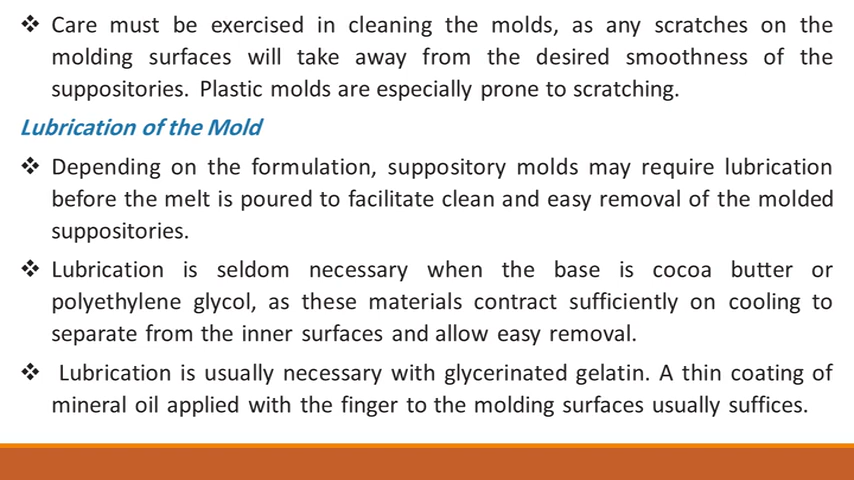 ❖ Care must be exercised in cleaning the molds, as any scratches on the
molding surfaces will take away from the desired smoothness of the
suppositories. Plastic molds are especially prone to scratching.
Lubrication of the Mold
❖ Depending on the formulation, suppository molds may require lubrication
before the melt is poured to facilitate clean and easy removal of the molded
suppositories.
❖ Lubrication is seldom necessary when the base is cocoa butter or
polyethylene glycol, as these materials contract sufficiently on cooling to
separate from the inner surfaces and allow easy removal.
❖ Lubrication is usually necessary with glycerinated gelatin. A thin coating of
mineral oil applied with the finger to the molding surfaces usually suffices.